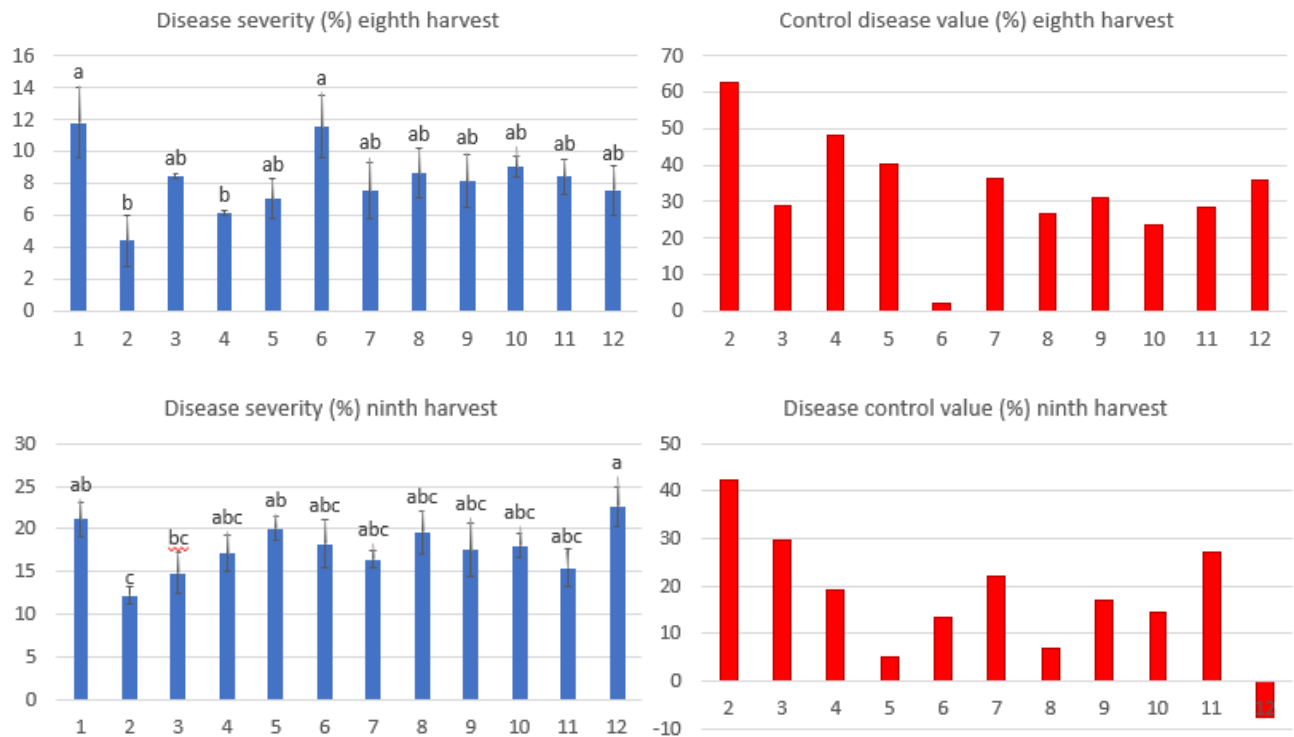 Disease severity (%) eighth harvest
16
14
12
10
8
6
4
2
0
a
b
ab
b
ab
a
ab
ab
ab
ab
ab
ab
1 2 3 4 5 6 7 8 9 10 11 12
Control disease value (%) eighth harvest
70
60
50
40
30
20
10
0
2 3 4 5 6 7 8 9 10 11 12
Disease severity (%) ninth harvest
30
25
20
15
10
5
0
ab
c
bc
abc
ab
abc
abc
abc
abc
abc
abc
a
1 2 3 4 5 6 7 8 9 10 11 12
Disease control value (%) ninth harvest
50
40
30
20
10
0
-10
2 3 4 5 6 7 8 9 10 11 12